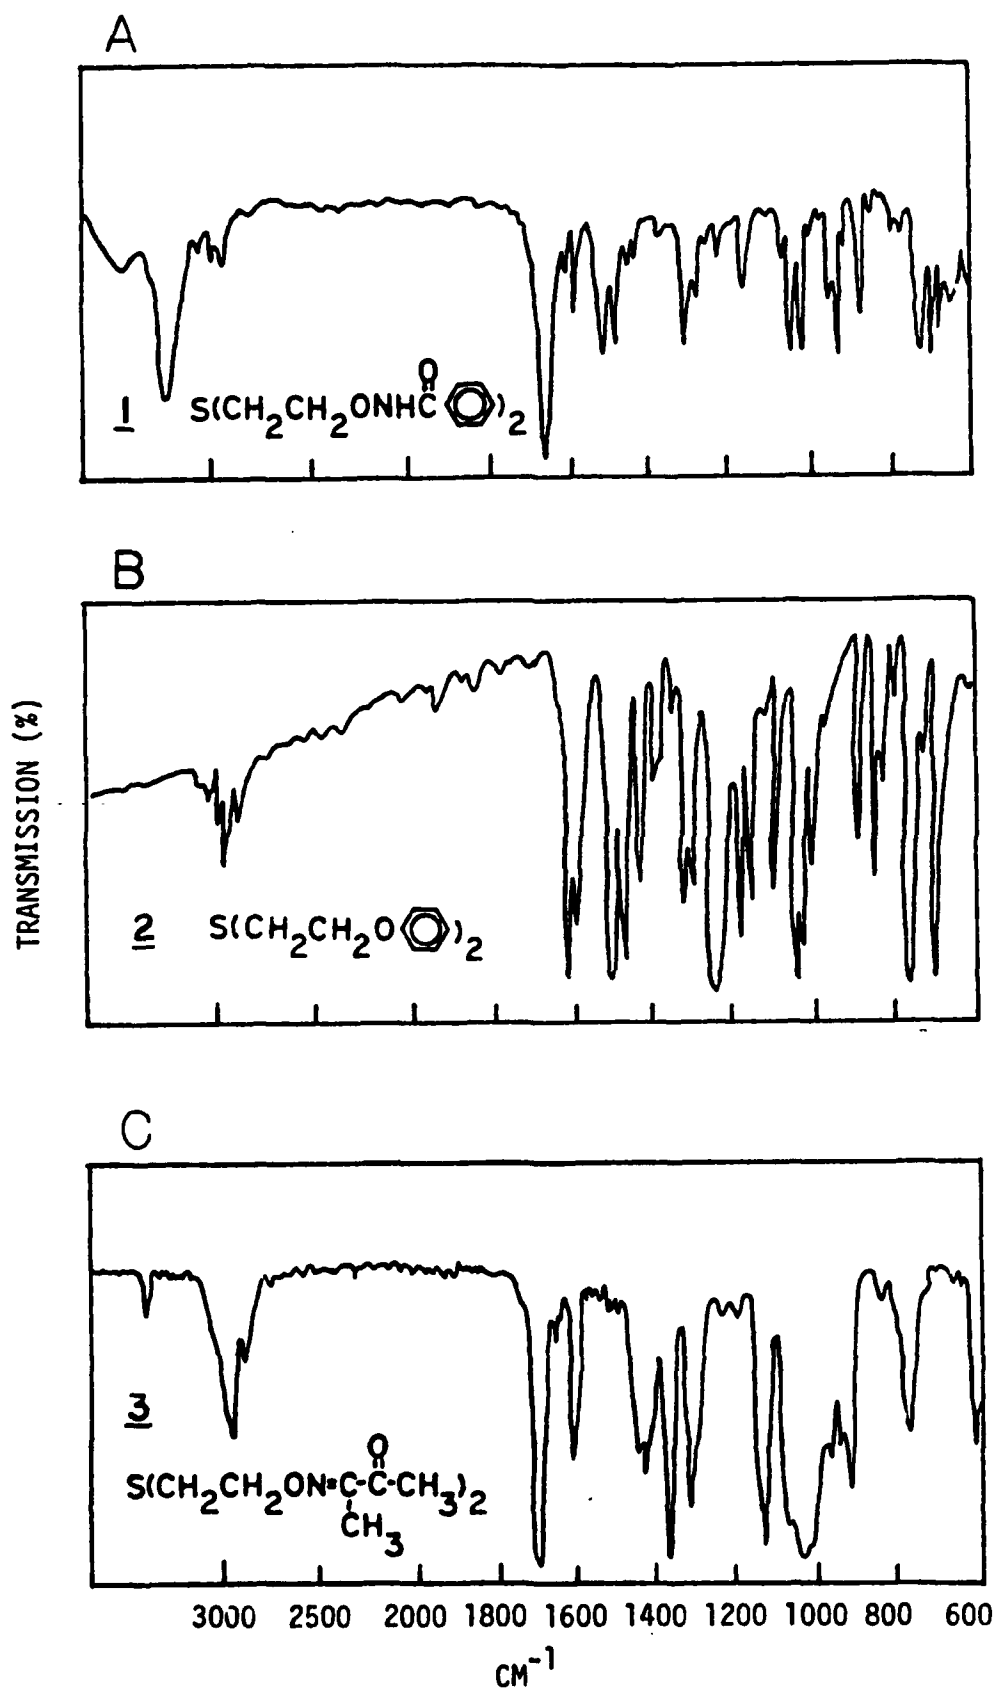 A
1 S(CH2CH2ONHC )2
O
B
2 S(CH2CH2O )2
C
3
S(CH2CH2ON=C-C-CH3)2
O
CH3
TRANSMISSION (%)
3000 2500 2000 1800 1600 1400 1200 1000 800 600
CM-1